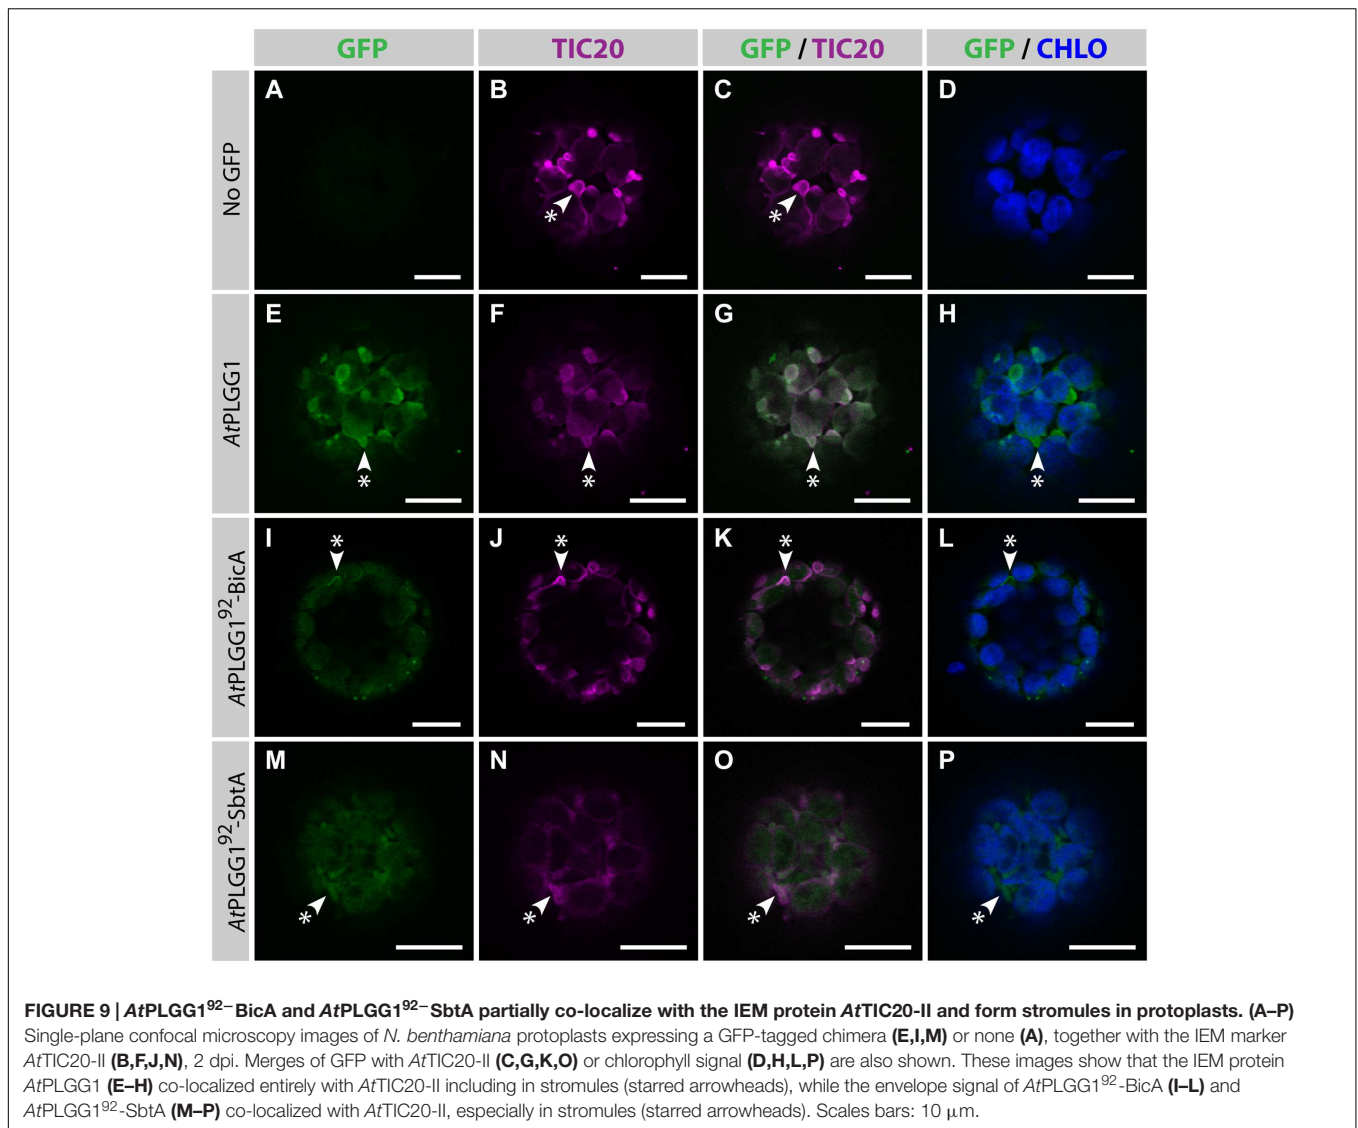 GFP TIC20 GFP / TIC20 GFP / CHLO
No GFP
A B C D
* *
AtPLGG1
E F G H
* * * *
AtPLGG192-BicA
I J K L
* * * *
AtPLGG192-SbtA
M N O P
* * * *
FIGURE 9 | AtPLGG192−BicA and AtPLGG192−SbtA partially co-localize with the IEM protein AtTIC20-II and form stromules in protoplasts. (A–P)
Single-plane confocal microscopy images of N. benthamiana protoplasts expressing a GFP-tagged chimera (E,I,M) or none (A), together with the IEM marker
AtTIC20-II (B,F,J,N), 2 dpi. Merges of GFP with AtTIC20-II (C,G,K,O) or chlorophyll signal (D,H,L,P) are also shown. These images show that the IEM protein
AtPLGG1 (E–H) co-localized entirely with AtTIC20-II including in stromules (starred arrowheads), while the envelope signal of AtPLGG192-BicA (I–L) and
AtPLGG192-SbtA (M–P) co-localized with AtTIC20-II, especially in stromules (starred arrowheads). Scales bars: 10 μm.